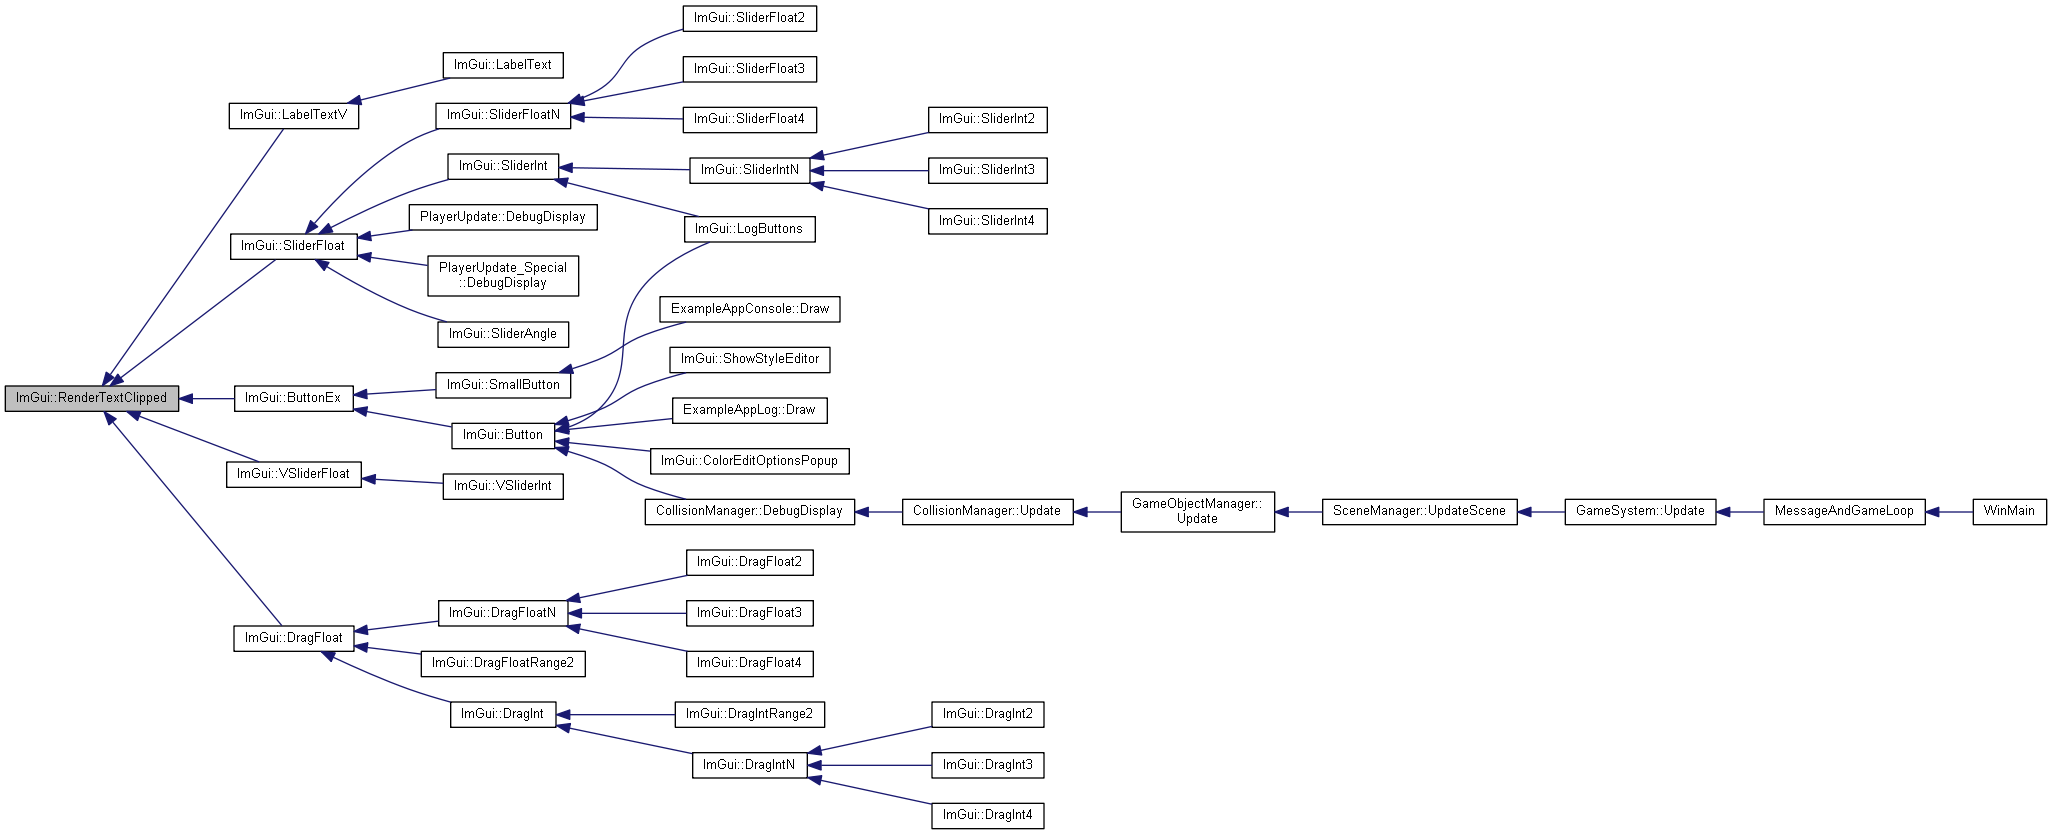 ImGui::SliderFloat2
ImGui::LabelText
ImGui::SliderFloat3
ImGui::LabelTextV
ImGui::SliderFloatN
ImGui::SliderFloat4
ImGui::SliderInt2
ImGui::SliderInt
ImGui::SliderIntN
ImGui::SliderInt3
PlayerUpdate::DebugDisplay
ImGui::LogButtons
ImGui::SliderInt4
ImGui::SliderFloat
PlayerUpdate_Special
::DebugDisplay
ExampleAppConsole::Draw
ImGui::SliderAngle
ImGui::ShowStyleEditor
ImGui::SmallButton
ImGui::RenderTextClipped
ImGui::ButtonEx
ExampleAppLog::Draw
ImGui::Button
ImGui::ColorEditOptionsPopup
ImGui::VSliderFloat
ImGui::VSliderInt
CollisionManager::DebugDisplay
CollisionManager::Update
GameObjectManager::
Update
SceneManager::UpdateScene
GameSystem::Update
MessageAndGameLoop
WinMain
ImGui::DragFloat2
ImGui::DragFloatN
ImGui::DragFloat3
ImGui::DragFloat
ImGui::DragFloatRange2
ImGui::DragFloat4
ImGui::DragInt
ImGui::DragIntRange2
ImGui::DragInt2
ImGui::DragIntN
ImGui::DragInt3
ImGui::DragInt4